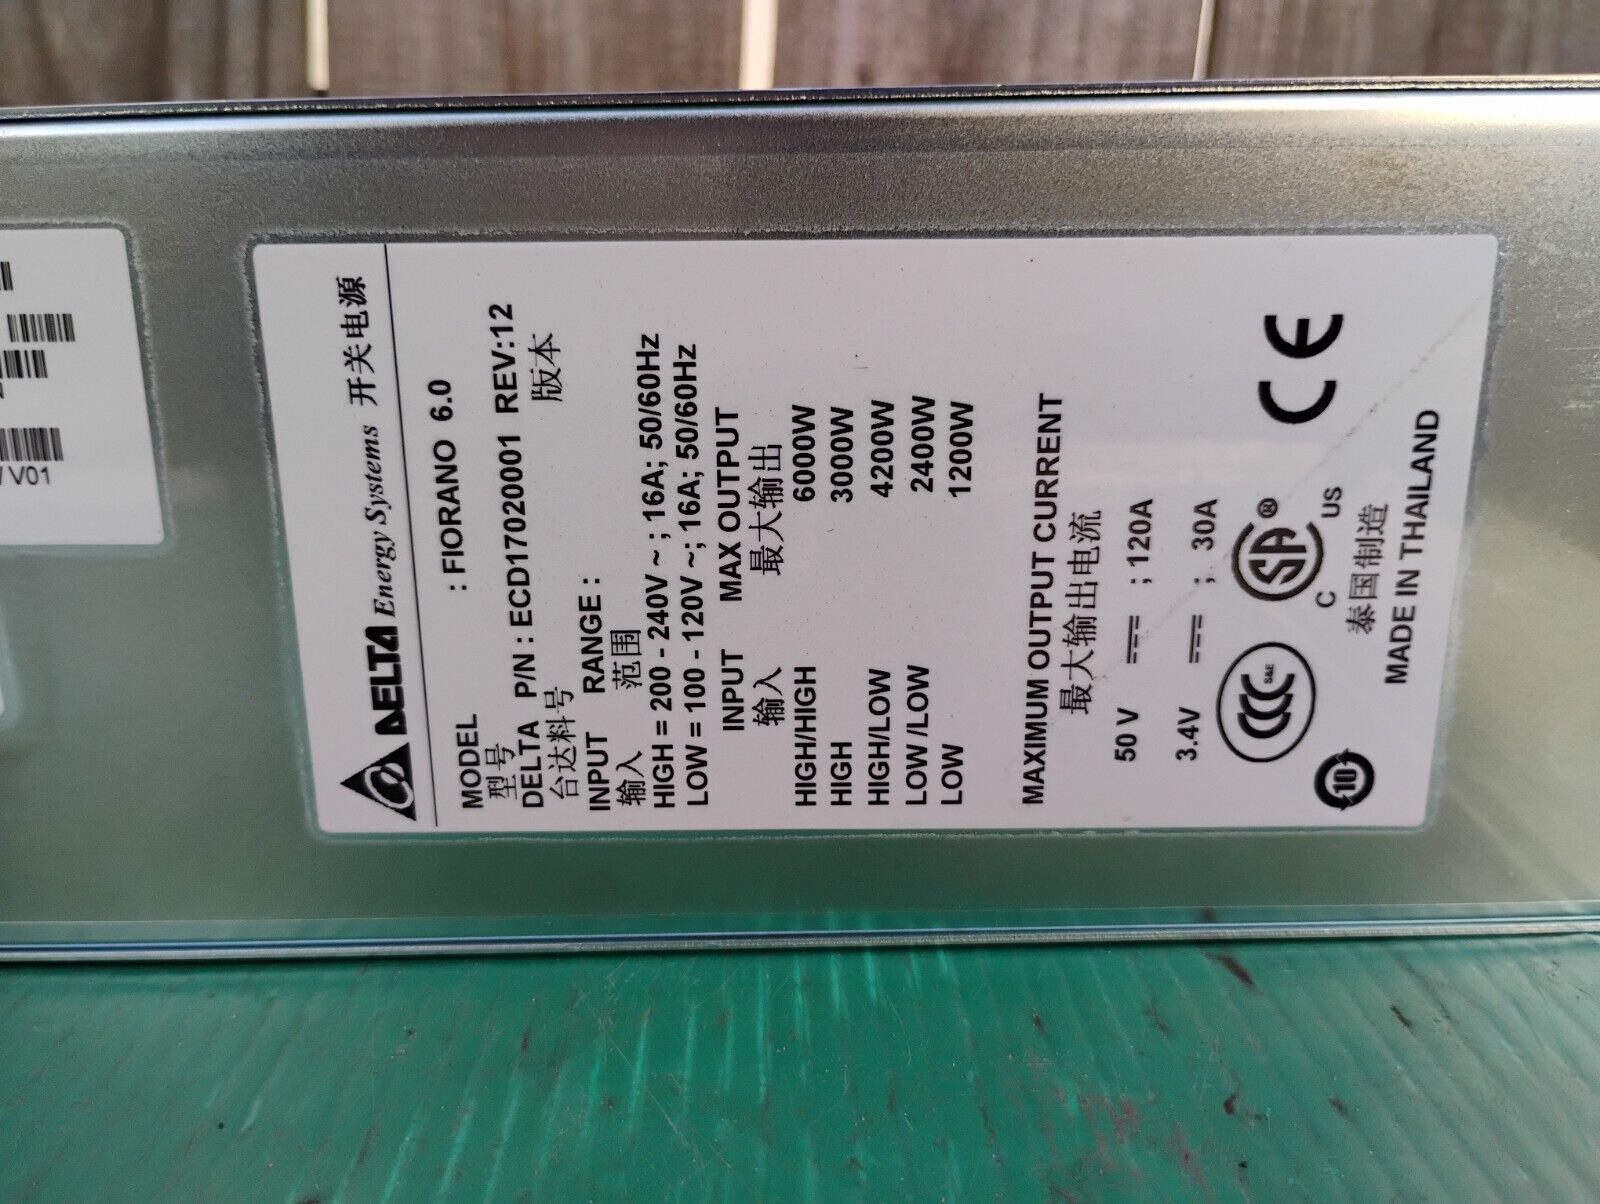 DELTA Energy Systems 开关电源
MODEL : FIORANO 6.0
型号
DELTA P/N : ECD17020001 REV:12
台达料号 版本
INPUT RANGE :
输入 范围
HIGH = 200 - 240V ~ ; 16A; 50/60Hz
LOW = 100 - 120V ~; 16A; 50/60Hz
INPUT MAX OUTPUT
输入 最大输出
HIGH/HIGH 6000W
HIGH 3000W
HIGH/LOW 4200W
LOW /LOW 2400W
LOW 1200W
MAXIMUM OUTPUT CURRENT
最大输出电流
50 V ; 120A
3.4V ; 30A
CCC S&E
SA ®
C US
CE
10
泰国制造
MADE IN THAILAND
V01